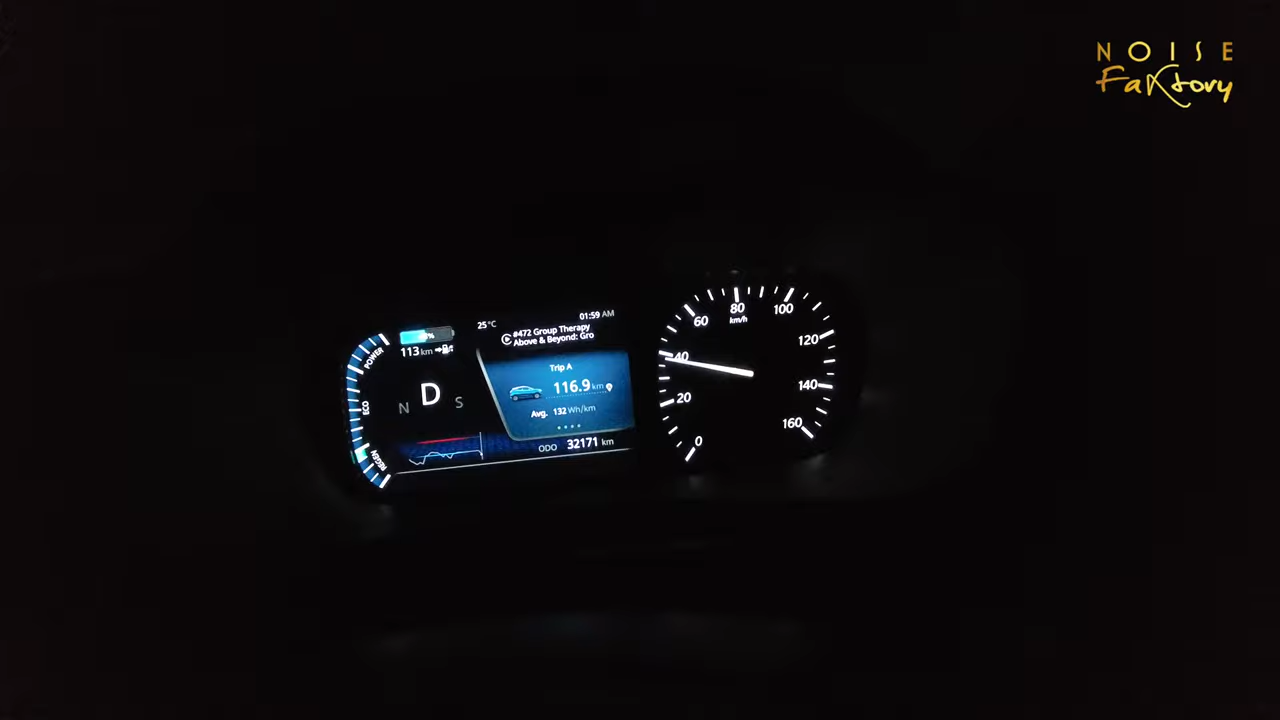 NOISE
FaKtory
25°C
01:59 AM
#472 Group Therapy
Above & Beyond: Gro
113 km
POWER
ECO
REGEN
N D S
Trip A
116.9 km
Avg. 132 Wh/km
ODO 32171 km
0
20
40
60
80
km/h
100
120
140
160